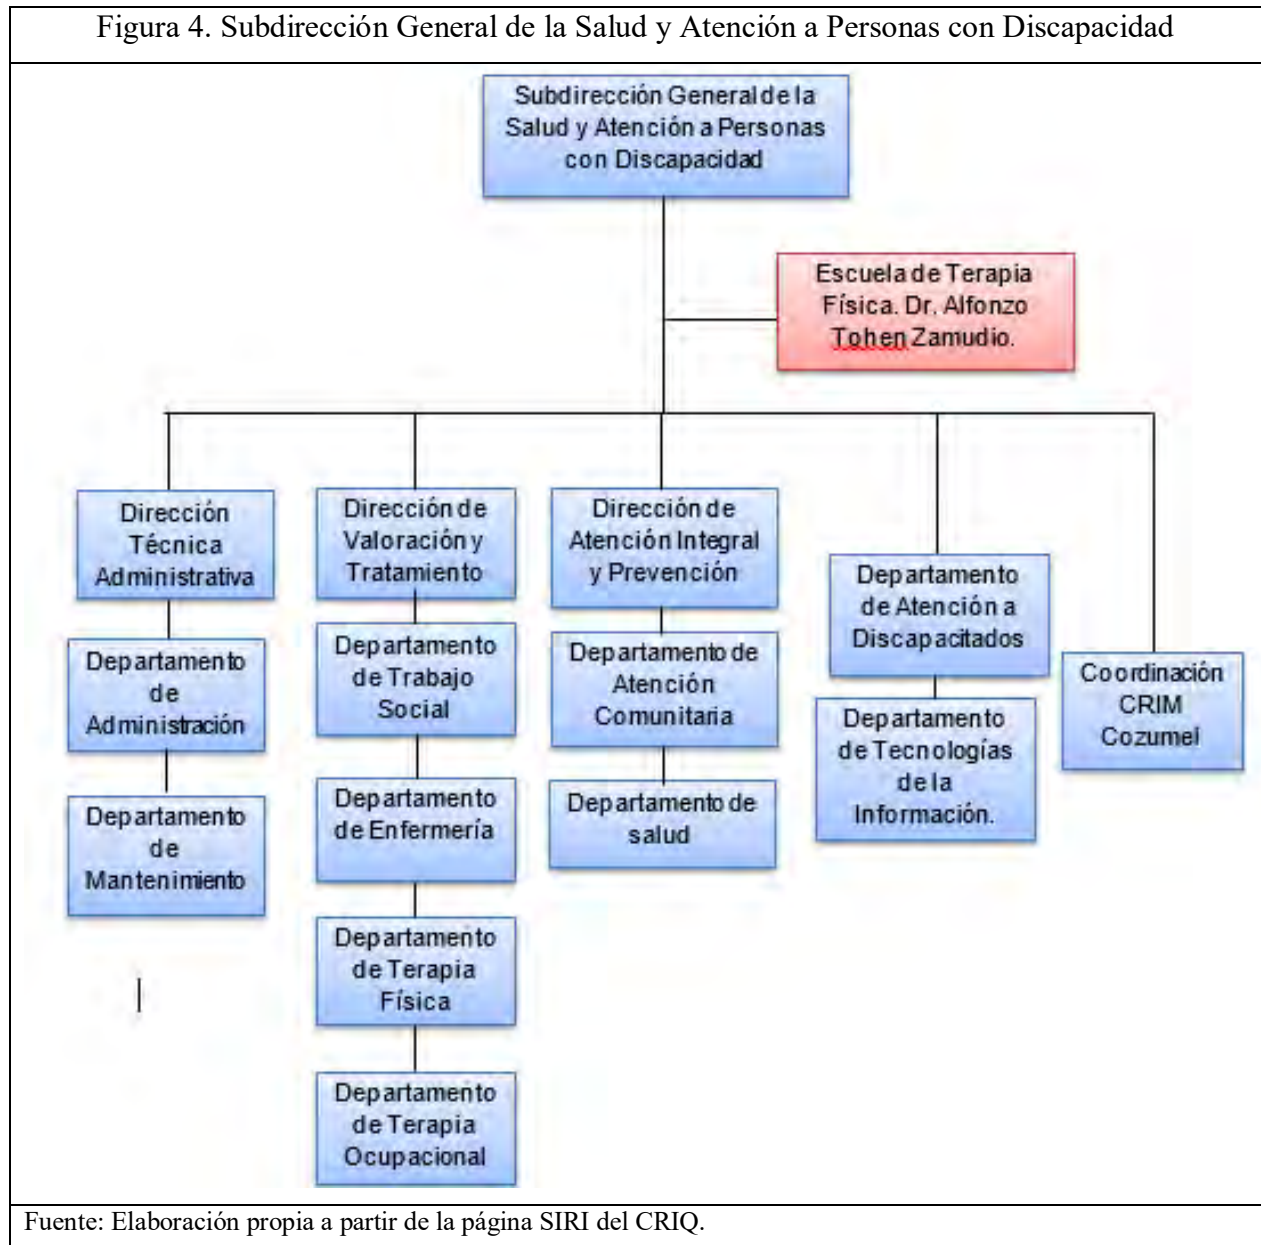 Figura 4. Subdirección General de la Salud y Atención a Personas con Discapacidad
Subdirección General de la
Salud y Atención a Personas
con Discapacidad
Escuela de Terapia
Física. Dr. Alfonzo
Tohen Zamudio.
Dirección
Técnica
Administrativa
Departamento
de
Administración
Departamento
de
Mantenimiento
Dirección de
Valoración y
Tratamiento
Departamento
de Trabajo
Social
Departamento
de Enfermería
Departamento
de Terapia
Física
Departamento
de Terapia
Ocupacional
Dirección de
Atención Integral
y Prevención
Departamento de
Atención
Comunitaria
Departamento de
salud
Departamento
de Atención a
Discapacitados
Departamento
de Tecnologías
de la
Información.
Coordinación
CRIM
Cozumel
Fuente: Elaboración propia a partir de la página SIRI del CRIQ.